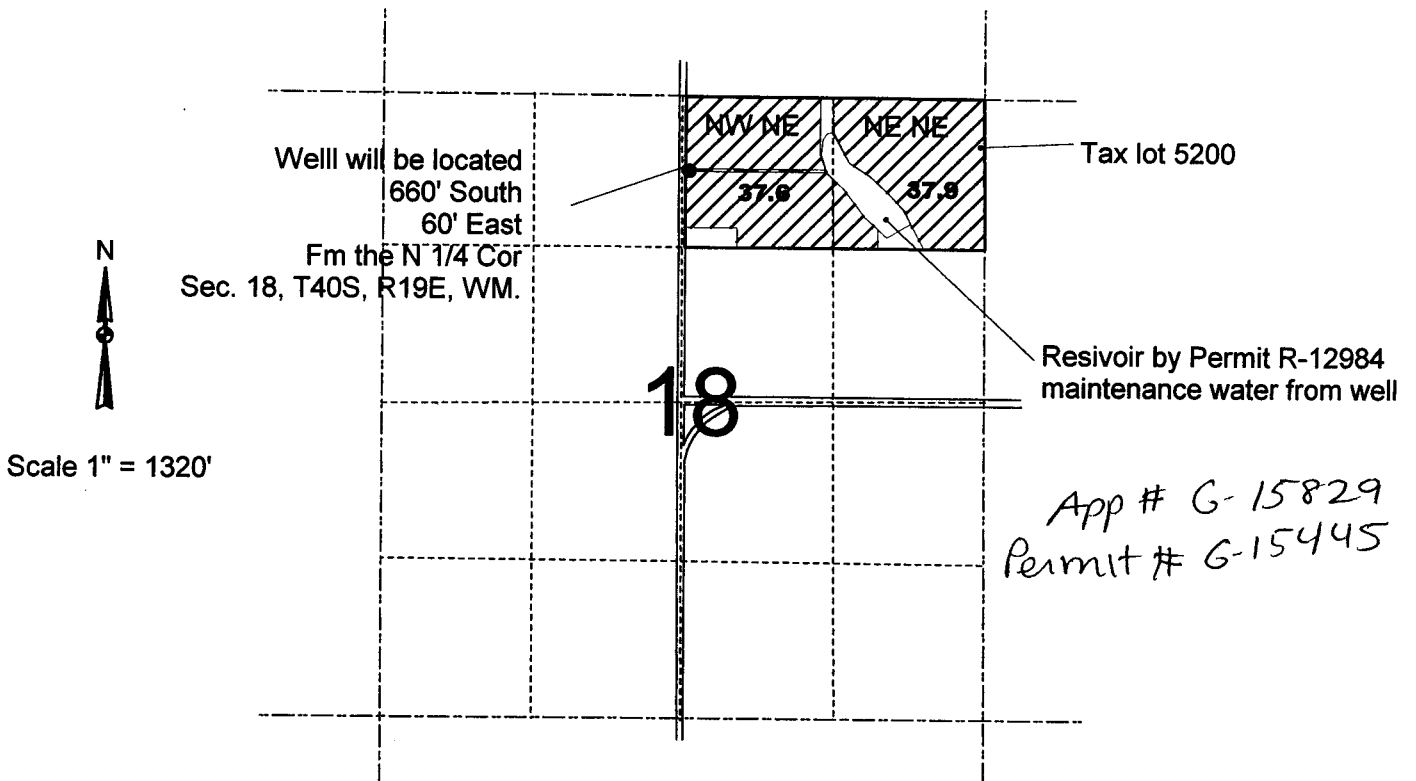 NW NE
NE NE
Welll will be located
660' South
60' East
Fm the N 1/4 Cor
Sec. 18, T40S, R19E, WM.
Tax lot 5200
37.6
37.9
N
Resivoir by Permit R-12984
maintenance water from well
18
Scale 1" = 1320'
App # G-15829
Permit # G-15445